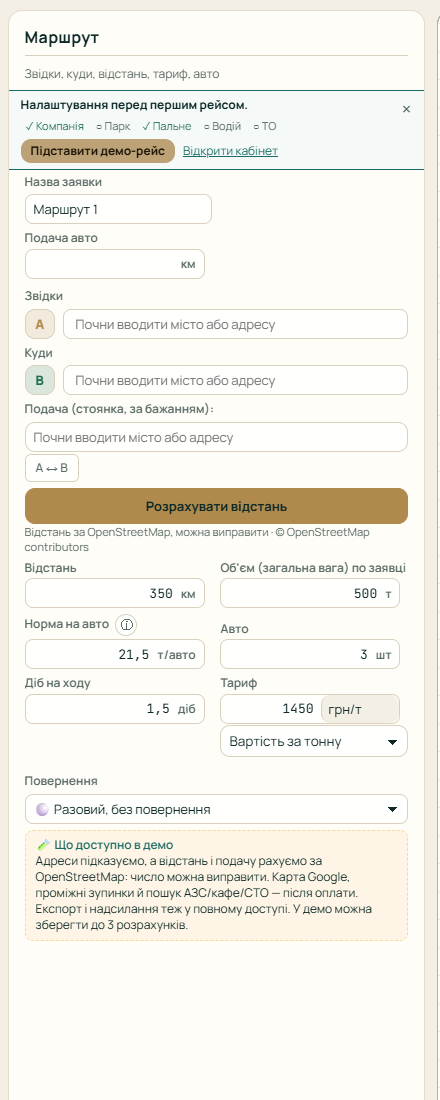 Маршрут
Звідки, куди, відстань, тариф, авто
Налаштування перед першим рейсом.
×
✓ Компанія ○ Парк ✓ Пальне ○ Водій ○ ТО
Підставити демо-рейс Відкрити кабінет
Назва заявки
Маршрут 1
Подача авто
км
Звідки
A Почни вводити місто або адресу
Куди
B Почни вводити місто або адресу
Подача (стоянка, за бажанням):
Почни вводити місто або адресу
A ↔ B
Розрахувати відстань
Відстань за OpenStreetMap, можна виправити · © OpenStreetMap
contributors
Відстань Об'єм (загальна вага) по заявці
350 км 500 т
Норма на авто ⓘ Авто
21,5 т/авто 3 шт
Діб на ходу Тариф
1,5 діб 1450 грн/т
Вартість за тонну
Повернення
Разовий, без повернення
Що доступно в демо
Адреси підказуємо, а відстань і подачу рахуємо за
OpenStreetMap: число можна виправити. Карта Google,
проміжні зупинки й пошук АЗС/кафе/СТО — після оплати.
Експорт і надсилання теж у повному доступі. У демо можна
зберегти до 3 розрахунків.